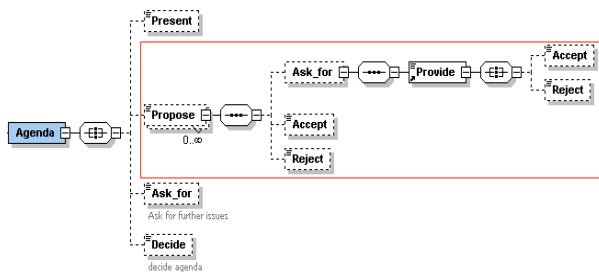 Present
Accept
Ask_for
Provide
Reject
Propose
0..∞
Accept
Agenda
Reject
Ask_for
Ask for further issues
Decide
decide agenda